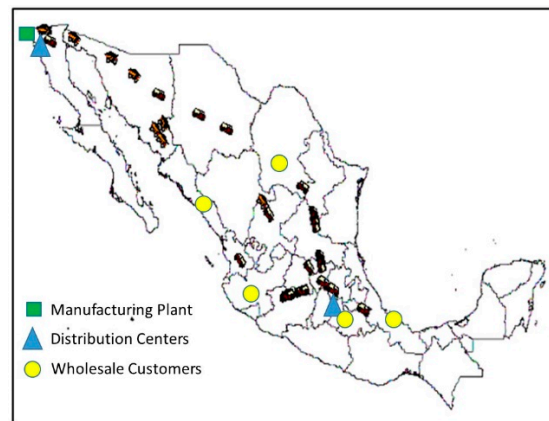 Manufacturing Plant
Distribution Centers
Wholesale Customers